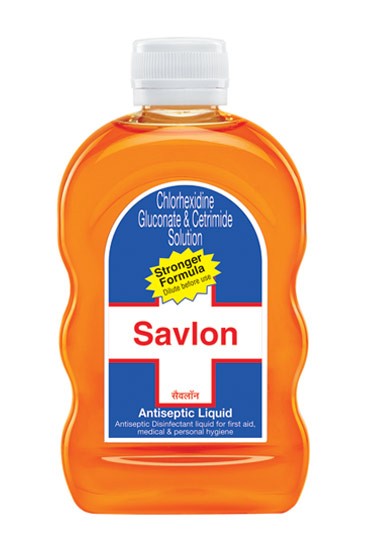 Chlorhexidine
Gluconate & Cetrimide
Solution
Stronger
Formula
Dilute before use
Savlon
सैवलॉन
Antiseptic Liquid
Antiseptic Disinfectant liquid for first aid,
medical & personal hygiene